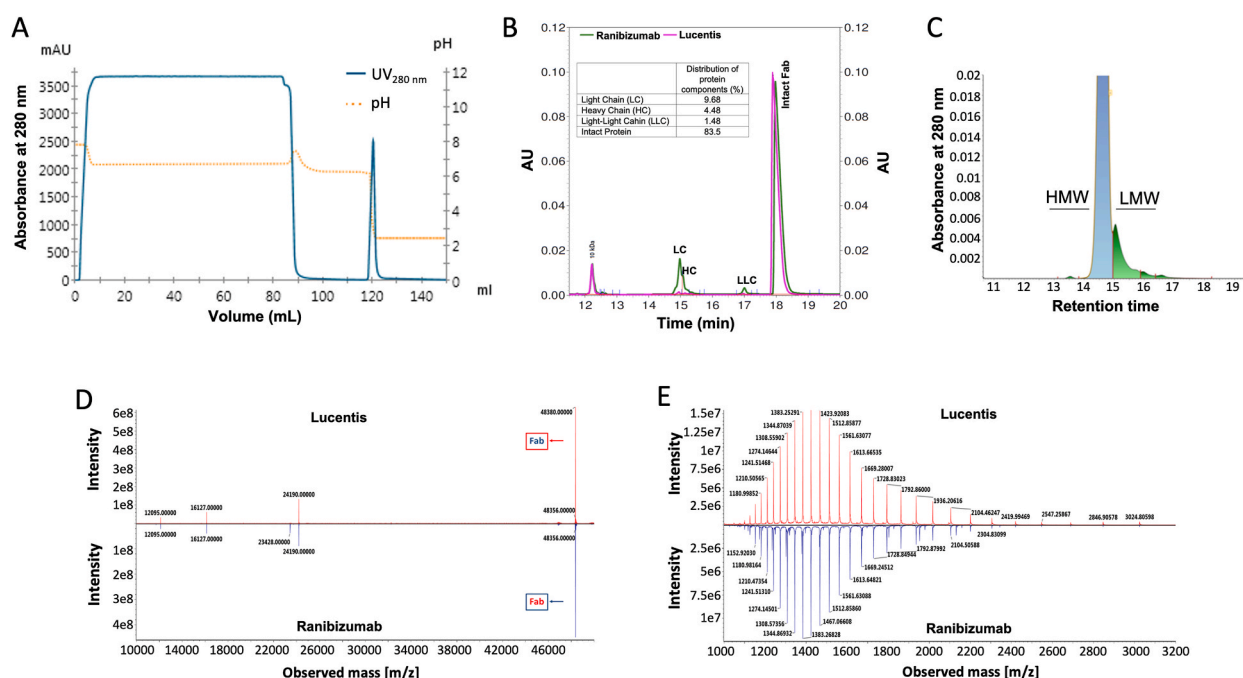 A
mAU
pH
Absorbance at 280 nm
3500
3000
2500
2000
1500
1000
500
0
12
10
8
6
4
2
0
UV280 nm
pH
0 20 40 60 80 100 120 140
ml
Volume (mL)
B
Ranibizumab Lucentis
AU
0.12
0.10
0.08
0.06
0.04
0.02
0.00
Distribution of protein components (%)
Light Chain (LC) 9.68
Heavy Chain (HC) 4.48
Light-Light Cahin (LLC) 1.48
Intact Protein 83.5
10 kDa
LC
HC
LLC
Intact Fab
0.12
0.10
0.08
0.06
0.04
0.02
0.00
AU
12 13 14 15 16 17 18 19 20
Time (min)
C
Absorbance at 280 nm
0.02
0.018
0.016
0.014
0.012
0.01
0.008
0.006
0.004
0.002
HMW
LMW
11 12 13 14 15 16 17 18 19
Retention time
D
Lucentis
Intensity
6e8
5e8
4e8
3e8
2e8
1e8
48380.00000
Fab
24190.00000
16127.00000
12095.00000
48356.00000
12095.00000
16127.00000
23428.00000
24190.00000
48356.00000
Intensity
1e8
2e8
3e8
4e8
Fab
Ranibizumab
10000 14000 18000 22000 26000 30000 34000 38000 42000 46000
Observed mass [m/z]
E
Lucentis
Intensity
1.5e7
1.25e7
1e7
7.5e6
5e6
2.5e6
1383.25291
1423.92083
1344.87039
1512.85877
1308.55902
1561.63077
1274.14644
1613.66535
1241.51468
1669.28007
1210.50565
1728.83023
1180.99852
1792.86000
1936.20616
2104.46247
2419.99469
2547.25867
2846.90578
3024.80598
Intensity
2.5e6
5e6
7.5e6
1e7
1152.92030
1180.98164
1210.47354
1241.51310
1274.14501
1308.57356
1344.86932
1383.26828
1467.06608
1512.85860
1561.63088
1613.64821
1669.24512
1728.84944
1792.87992
2104.50588
2304.83099
Ranibizumab
1000 1200 1400 1600 1800 2000 2200 2400 2600 2800 3000 3200
Observed mass [m/z]